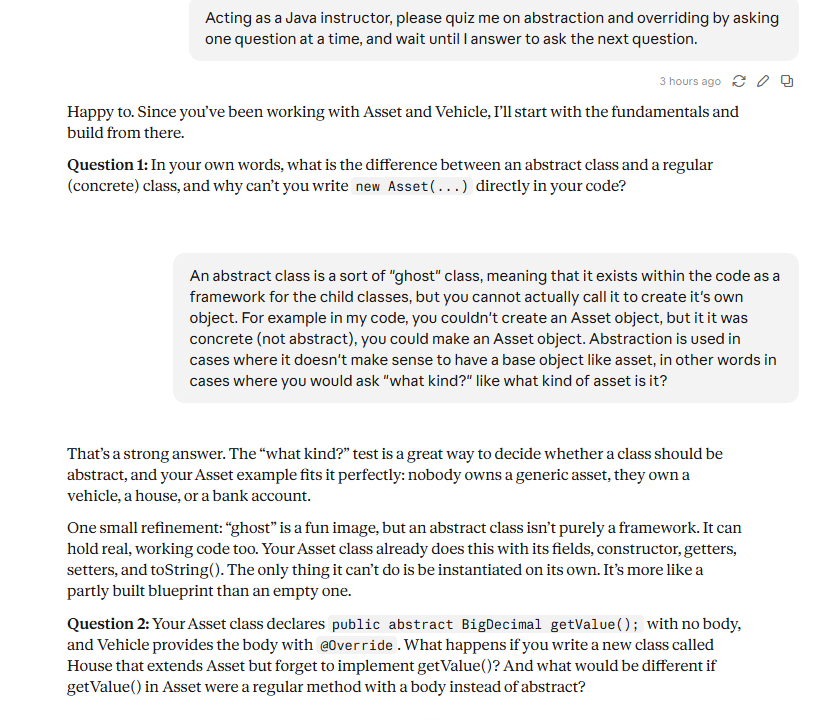 Acting as a Java instructor, please quiz me on abstraction and overriding by asking
one question at a time, and wait until I answer to ask the next question.
3 hours ago
Happy to. Since you've been working with Asset and Vehicle, I'll start with the fundamentals and
build from there.
Question 1: In your own words, what is the difference between an abstract class and a regular
(concrete) class, and why can't you write new Asset(...) directly in your code?
An abstract class is a sort of "ghost" class, meaning that it exists within the code as a
framework for the child classes, but you cannot actually call it to create it's own
object. For example in my code, you couldn't create an Asset object, but it it was
concrete (not abstract), you could make an Asset object. Abstraction is used in
cases where it doesn't make sense to have a base object like asset, in other words in
cases where you would ask "what kind?" like what kind of asset is it?
That's a strong answer. The “what kind?” test is a great way to decide whether a class should be
abstract, and your Asset example fits it perfectly: nobody owns a generic asset, they own a
vehicle, a house, or a bank account.
One small refinement: “ghost” is a fun image, but an abstract class isn't purely a framework. It can
hold real, working code too. Your Asset class already does this with its fields, constructor, getters,
setters, and toString(). The only thing it can't do is be instantiated on its own. It's more like a
partly built blueprint than an empty one.
Question 2: Your Asset class declares public abstract BigDecimal getValue(); with no body,
and Vehicle provides the body with @Override. What happens if you write a new class called
House that extends Asset but forget to implement getValue()? And what would be different if
getValue() in Asset were a regular method with a body instead of abstract?